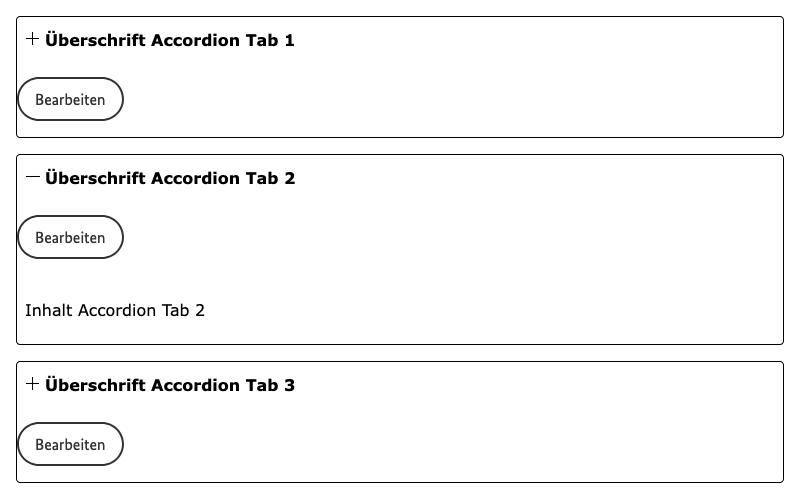 Überschrift Accordion Tab 1
Bearbeiten
Überschrift Accordion Tab 2
Bearbeiten
Inhalt Accordion Tab 2
Überschrift Accordion Tab 3
Bearbeiten